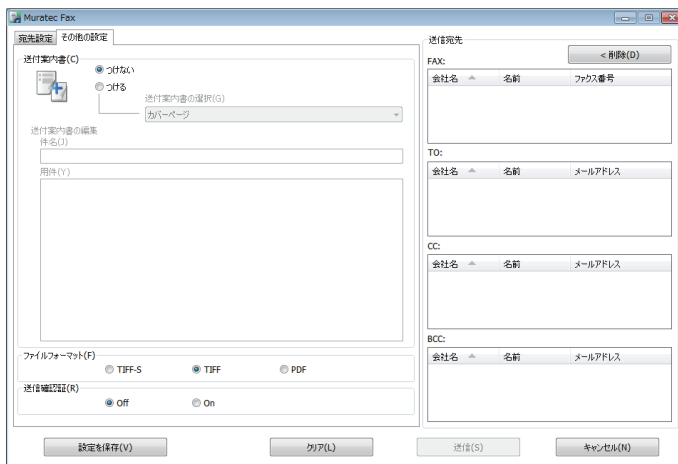 Muratec Fax
宛先設定
その他の設定
送付案内書(C)
つけない
つける
送付案内書の選択(G)
カバーページ
送付案内書の編集
件名(J)
用件(Y)
ファイルフォーマット(F)
TIFF-S
TIFF
PDF
送信確認証(R)
Off
On
送信宛先
< 削除(D)
FAX:
会社名 名前 ファクス番号
TO:
会社名 名前 メールアドレス
CC:
会社名 名前 メールアドレス
BCC:
会社名 名前 メールアドレス
設定を保存(V)
クリア(L)
送信(S)
キャンセル(N)